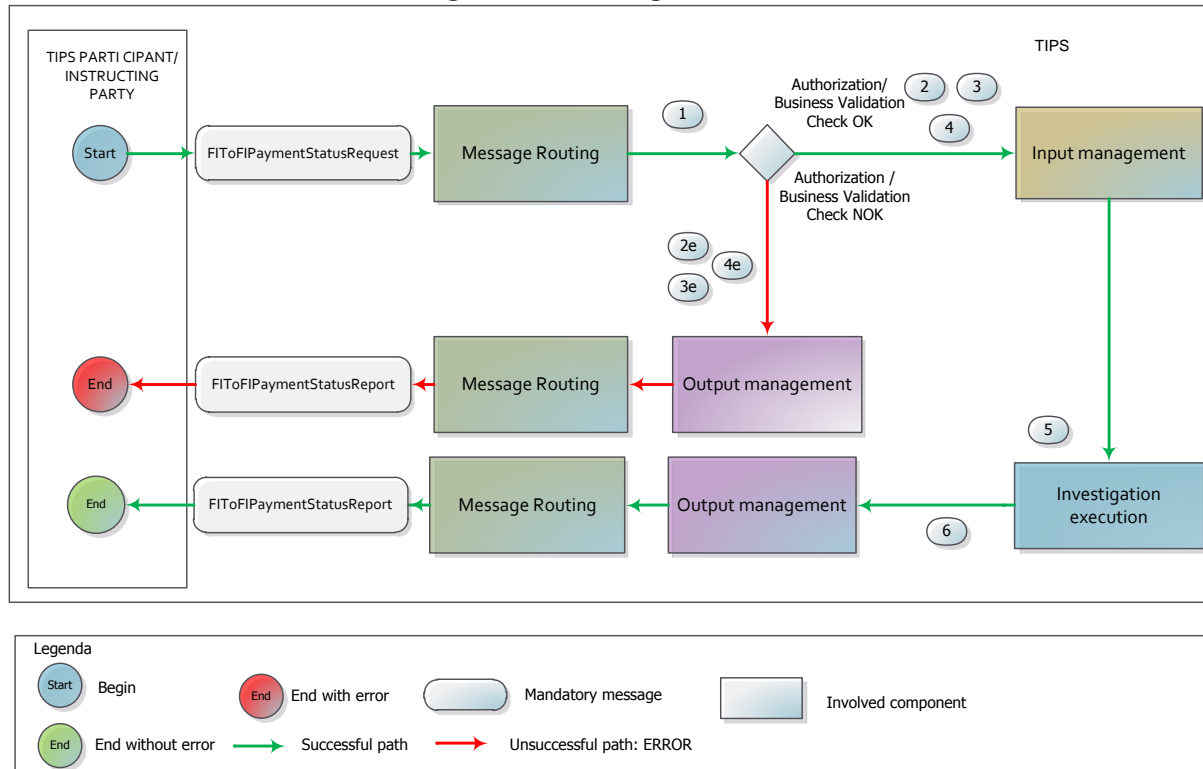 TIPS PARTI CIPANT/
INSTRUCTING
PARTY
TIPS
Start
FIToFIPaymentStatusRequest
Message Routing
1
Authorization/
Business Validation
Check OK
2
3
4
Input management
Authorization /
Business Validation
Check NOK
2e
4e
3e
End
FIToFIPaymentStatusReport
Message Routing
Output management
5
End
FIToFIPaymentStatusReport
Message Routing
Output management
6
Investigation
execution
Legenda
Start
Begin
End
End with error
Mandatory message
Involved component
End
End without error
Successful path
Unsuccessful path: ERROR